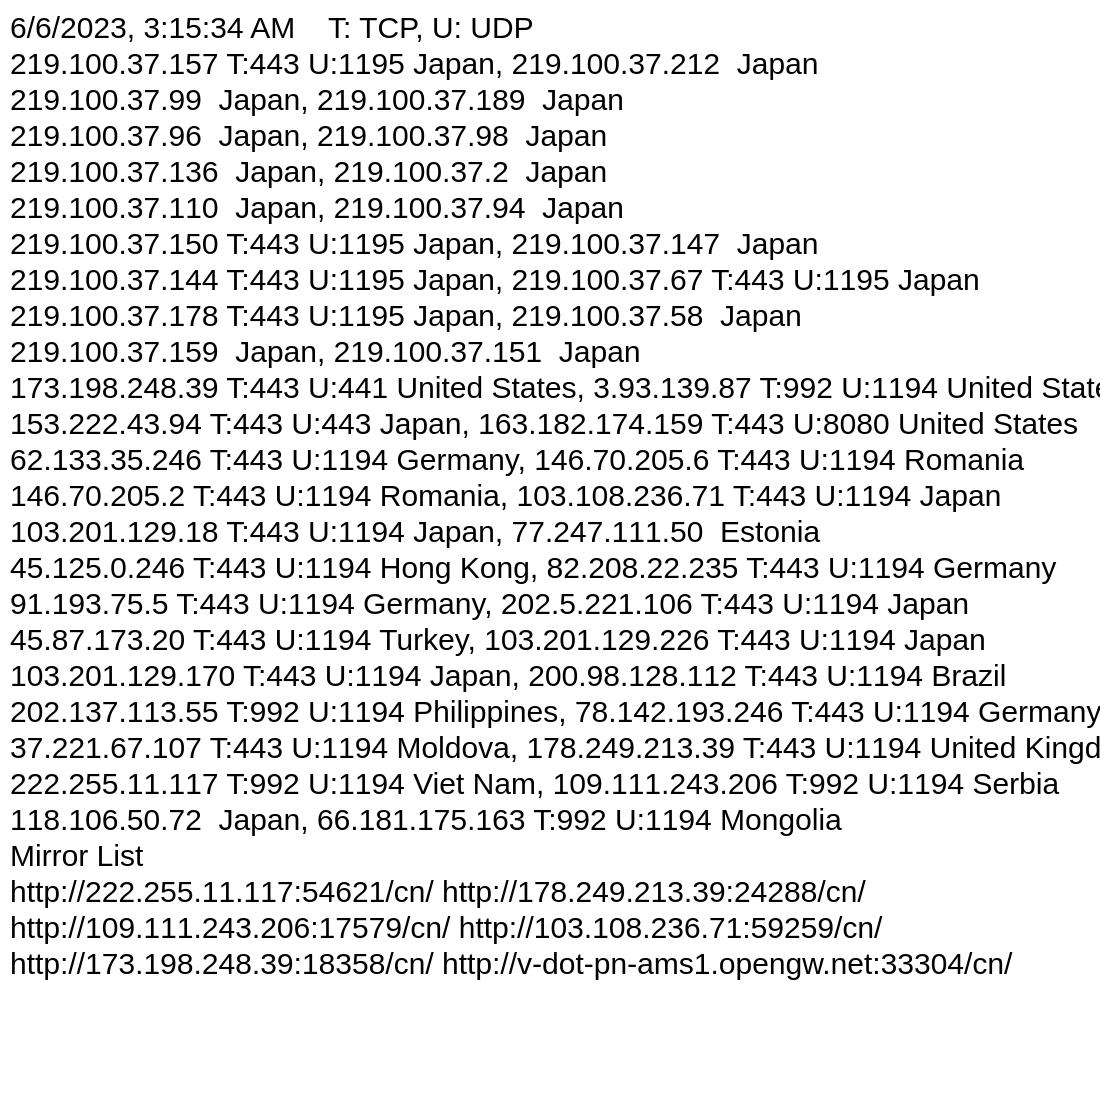 6/6/2023, 3:15:34 AM    T: TCP, U: UDP
219.100.37.157 T:443 U:1195 Japan, 219.100.37.212  Japan
219.100.37.99  Japan, 219.100.37.189  Japan
219.100.37.96  Japan, 219.100.37.98  Japan
219.100.37.136  Japan, 219.100.37.2  Japan
219.100.37.110  Japan, 219.100.37.94  Japan
219.100.37.150 T:443 U:1195 Japan, 219.100.37.147  Japan
219.100.37.144 T:443 U:1195 Japan, 219.100.37.67 T:443 U:1195 Japan
219.100.37.178 T:443 U:1195 Japan, 219.100.37.58  Japan
219.100.37.159  Japan, 219.100.37.151  Japan
173.198.248.39 T:443 U:441 United States, 3.93.139.87 T:992 U:1194 United State
153.222.43.94 T:443 U:443 Japan, 163.182.174.159 T:443 U:8080 United States
62.133.35.246 T:443 U:1194 Germany, 146.70.205.6 T:443 U:1194 Romania
146.70.205.2 T:443 U:1194 Romania, 103.108.236.71 T:443 U:1194 Japan
103.201.129.18 T:443 U:1194 Japan, 77.247.111.50  Estonia
45.125.0.246 T:443 U:1194 Hong Kong, 82.208.22.235 T:443 U:1194 Germany
91.193.75.5 T:443 U:1194 Germany, 202.5.221.106 T:443 U:1194 Japan
45.87.173.20 T:443 U:1194 Turkey, 103.201.129.226 T:443 U:1194 Japan
103.201.129.170 T:443 U:1194 Japan, 200.98.128.112 T:443 U:1194 Brazil
202.137.113.55 T:992 U:1194 Philippines, 78.142.193.246 T:443 U:1194 Germany
37.221.67.107 T:443 U:1194 Moldova, 178.249.213.39 T:443 U:1194 United Kingd
222.255.11.117 T:992 U:1194 Viet Nam, 109.111.243.206 T:992 U:1194 Serbia
118.106.50.72  Japan, 66.181.175.163 T:992 U:1194 Mongolia
Mirror List
http://222.255.11.117:54621/cn/ http://178.249.213.39:24288/cn/
http://109.111.243.206:17579/cn/ http://103.108.236.71:59259/cn/
http://173.198.248.39:18358/cn/ http://v-dot-pn-ams1.opengw.net:33304/cn/